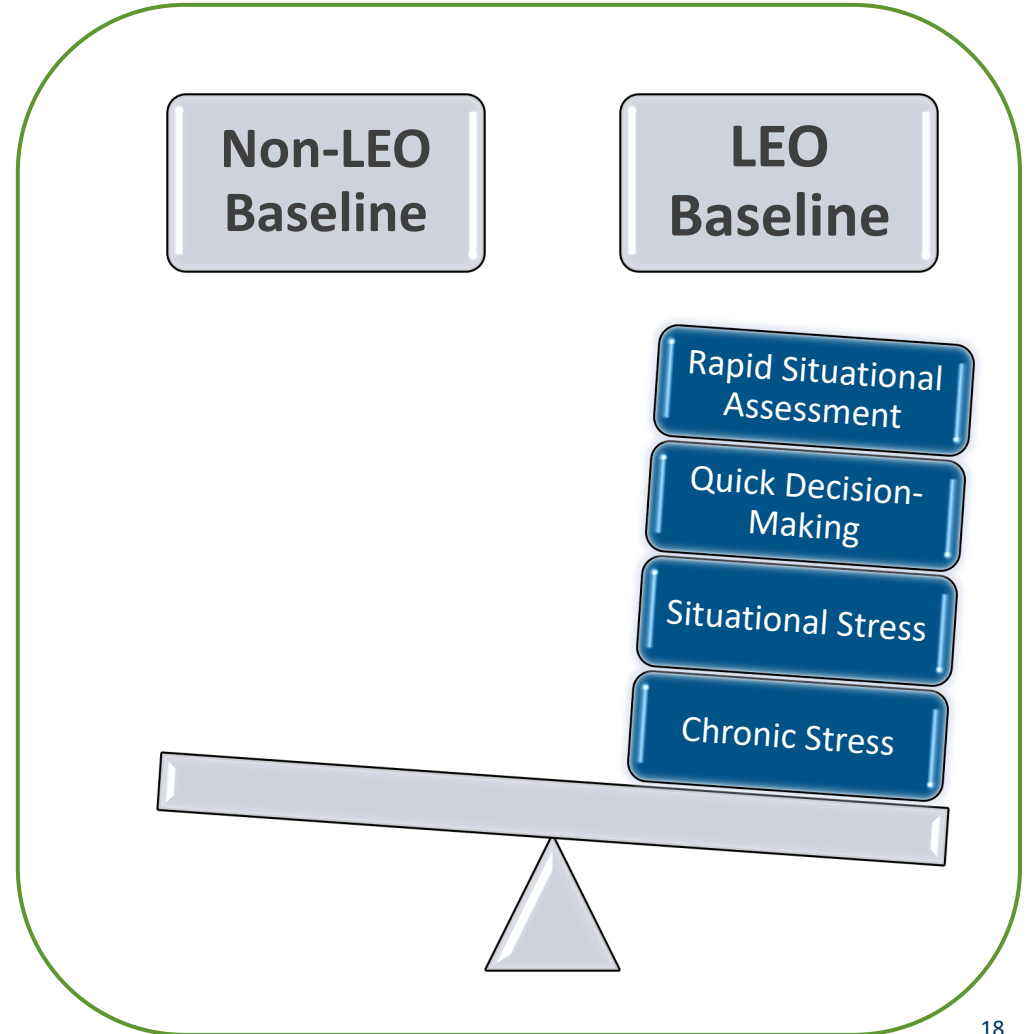 Non-LEO
Baseline
LEO
Baseline
Rapid Situational
Assessment
Quick Decision-
Making
Situational Stress
Chronic Stress
18